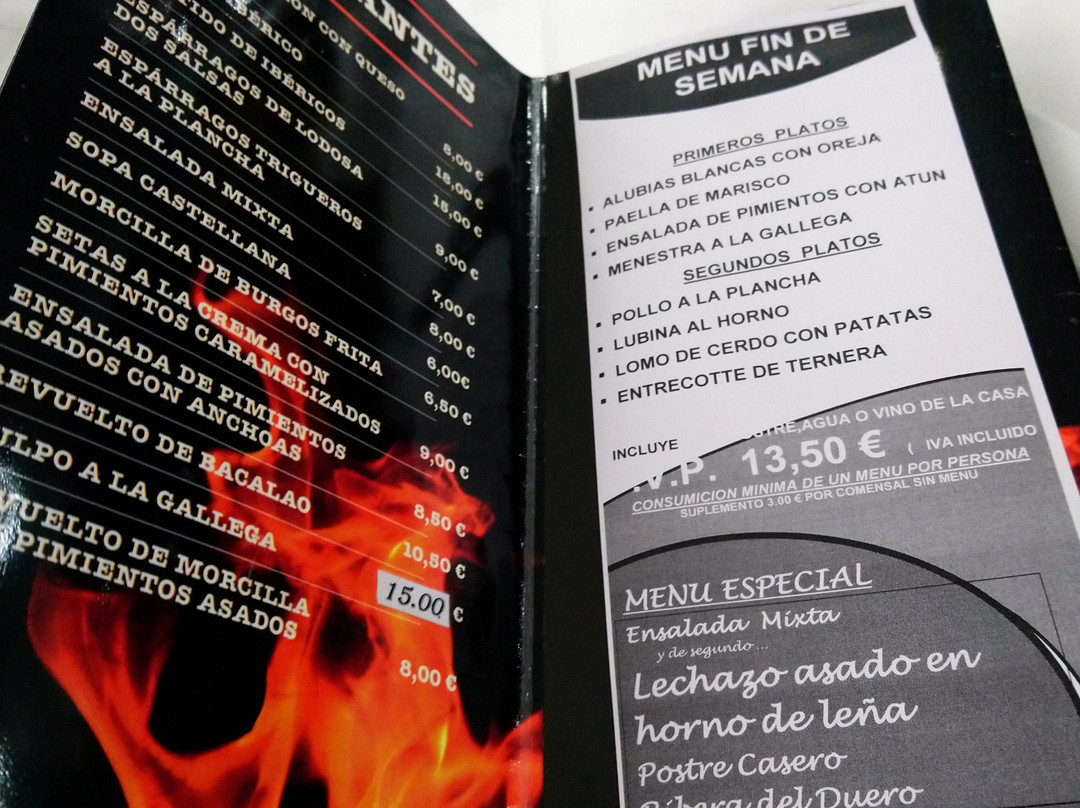 CON QUESO
IBÉRICO
DE IBÉRICOS
8,00 €
ESPÁRRAGOS DE LODOSA
DOS SALSAS
18,00 €
15,00 €
ESPÁRRAGOS TRIGUEROS
A LA PLANCHA
9,00 €
ENSALADA MIXTA
7,00 €
SOPA CASTELLANA
8,00 €
MORCILLA DE BURGOS FRITA
6,00€
SETAS A LA CREMA CON
PIMIENTOS CARAMELIZADOS
6,50 €
9,00 €
ENSALADA DE PIMIENTOS
ASADOS CON ANCHOAS
8,50 €
REVUELTO DE BACALAO
10,50 €
A LA GALLEGA
15.00 €
DE MORCILLA
PIMIENTOS ASADOS
8,00 €
MENU FIN DE
SEMANA
PRIMEROS PLATOS
▪ ALUBIAS BLANCAS CON OREJA
▪ PAELLA DE MARISCO
▪ ENSALADA DE PIMIENTOS CON ATUN
▪ MENESTRA A LA GALLEGA
SEGUNDOS PLATOS
▪ POLLO A LA PLANCHA
▪ LUBINA AL HORNO
▪ LOMO DE CERDO CON PATATAS
▪ ENTRECOTTE DE TERNERA
INCLUYE ,AGUA O VINO DE LA CASA
.V.P. 13,50 € ( IVA INCLUIDO
CONSUMICION MINIMA DE UN MENU POR PERSONA
SUPLEMENTO 3.00 € POR COMENSAL SIN MENU
MENU ESPECIAL
Ensalada Mixta
y de segundo ...
Lechazo asado en
horno de leña
Postre Casero
Ribera del Duero